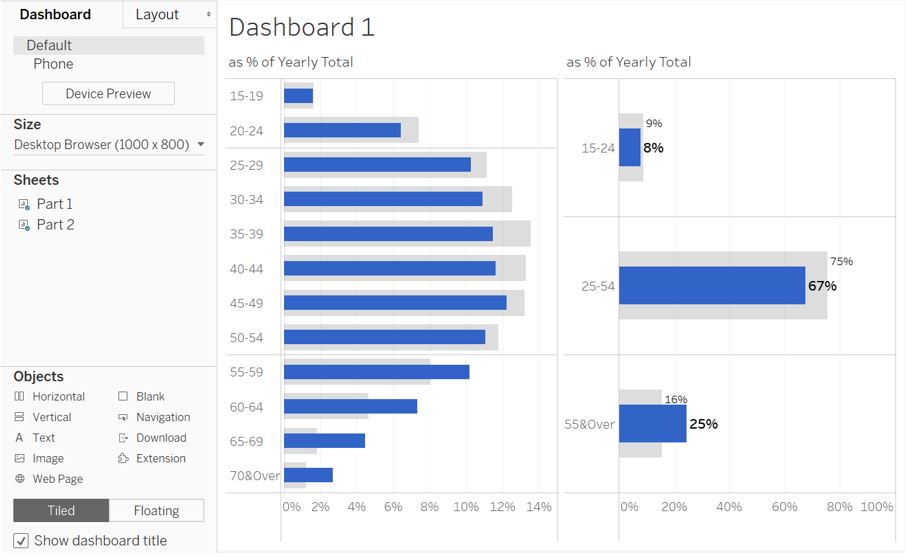 Dashboard
Layout
Default
Phone
Device Preview
Size
Desktop Browser (1000 x 800)
Sheets
Part 1
Part 2
Objects
Horizontal
Blank
Vertical
Navigation
A Text
Download
Image
Extension
Web Page
Tiled
Floating
Show dashboard title
Dashboard 1
as % of Yearly Total
15-19
20-24
25-29
30-34
35-39
40-44
45-49
50-54
55-59
60-64
65-69
70&Over
0% 2% 4% 6% 8% 10% 12% 14%
as % of Yearly Total
9%
15-24 8%
75%
25-54 67%
16%
55&Over 25%
0% 20% 40% 60% 80% 100%